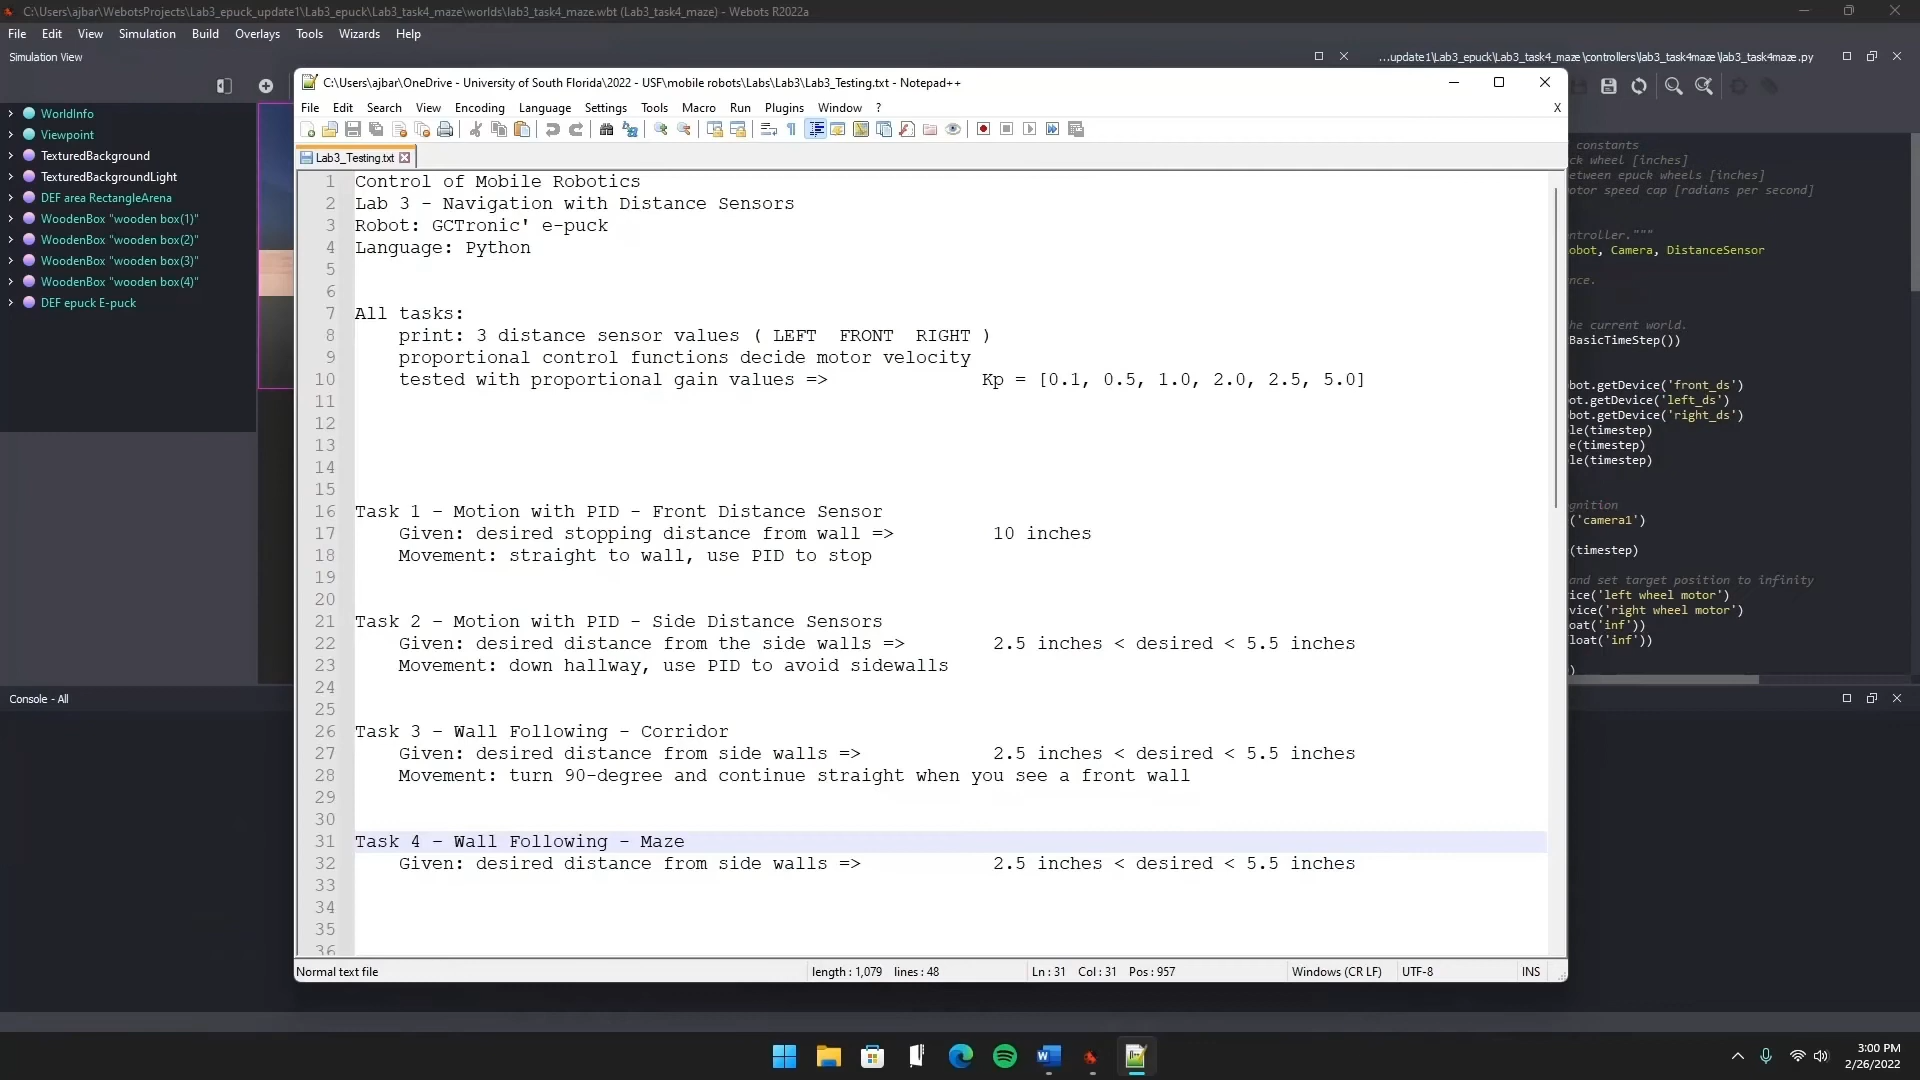 C:\Users\ajbar\WebotsProjects\Lab3_epuck_update1\Lab3_epuck\Lab3_task4_maze\worlds\lab3_task4_maze.wbt (Lab3_task4_maze) - Webots R2022a
File Edit View Simulation Build Overlays Tools Wizards Help
Simulation View
...update1\Lab3_epuck\Lab3_task4_maze\controllers\lab3_task4maze\lab3_task4maze.py
WorldInfo
Viewpoint
TexturedBackground
TexturedBackgroundLight
DEF area RectangleArena
WoodenBox "wooden box(1)"
WoodenBox "wooden box(2)"
WoodenBox "wooden box(3)"
WoodenBox "wooden box(4)"
DEF epuck E-puck
C:\Users\ajbar\OneDrive - University of South Florida\2022 - USF\mobile robots\Labs\Lab3\Lab3_Testing.txt - Notepad++
File Edit Search View Encoding Language Settings Tools Macro Run Plugins Window ? X
Lab3_Testing.txt
1 Control of Mobile Robotics
2 Lab 3 - Navigation with Distance Sensors
3 Robot: GCTronic' e-puck
4 Language: Python
5
6
7 All tasks:
8 print: 3 distance sensor values ( LEFT FRONT RIGHT )
9 proportional control functions decide motor velocity
10 tested with proportional gain values => Kp = [0.1, 0.5, 1.0, 2.0, 2.5, 5.0]
11
12
13
14
15
16 Task 1 - Motion with PID - Front Distance Sensor
17 Given: desired stopping distance from wall => 10 inches
18 Movement: straight to wall, use PID to stop
19
20
21 Task 2 - Motion with PID - Side Distance Sensors
22 Given: desired distance from the side walls => 2.5 inches < desired < 5.5 inches
23 Movement: down hallway, use PID to avoid sidewalls
24
25
26 Task 3 - Wall Following - Corridor
27 Given: desired distance from side walls => 2.5 inches < desired < 5.5 inches
28 Movement: turn 90-degree and continue straight when you see a front wall
29
30
31 Task 4 - Wall Following - Maze
32 Given: desired distance from side walls => 2.5 inches < desired < 5.5 inches
33
34
35
36
Normal text file length : 1,079 lines : 48 Ln : 31 Col : 31 Pos : 957 Windows (CR LF) UTF-8 INS
constants
ck wheel [inches]
etween epuck wheels [inches]
otor speed cap [radians per second]
ntroller."""
obot, Camera, DistanceSensor
nce.
he current world.
BasicTimeStep())
bot.getDevice('front_ds')
ot.getDevice('left_ds')
bot.getDevice('right_ds')
le(timestep)
e(timestep)
le(timestep)
gnition
('camera1')
(timestep)
and set target position to infinity
ice('left wheel motor')
vice('right wheel motor')
oat('inf'))
loat('inf'))
)
Console - All
3:00 PM
2/26/2022